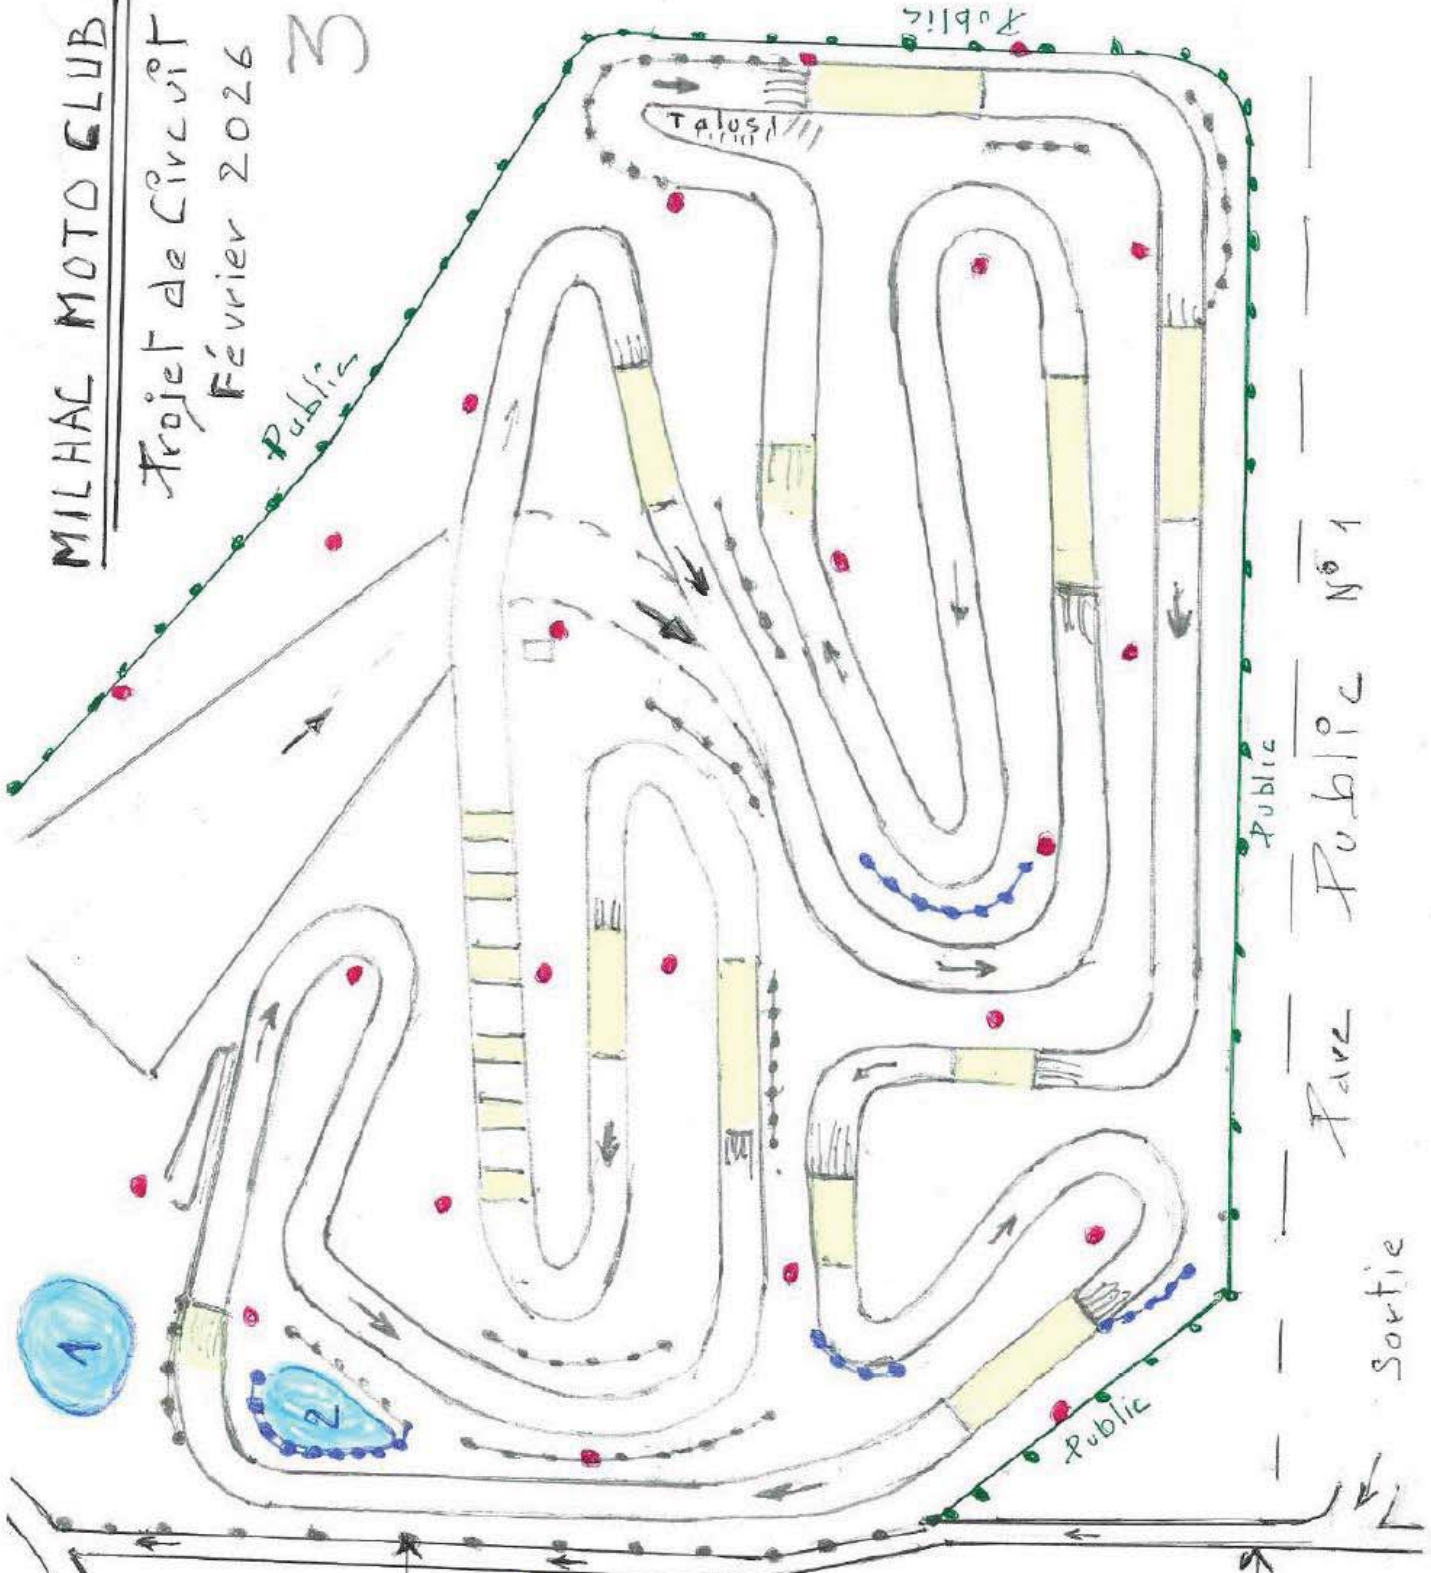 MILHAC MOTO CLUB
Projet de Circuit
Février 2026
3
Public
Public
Talus
Public
Parc Public N° 1
Public
Sortie
1
2